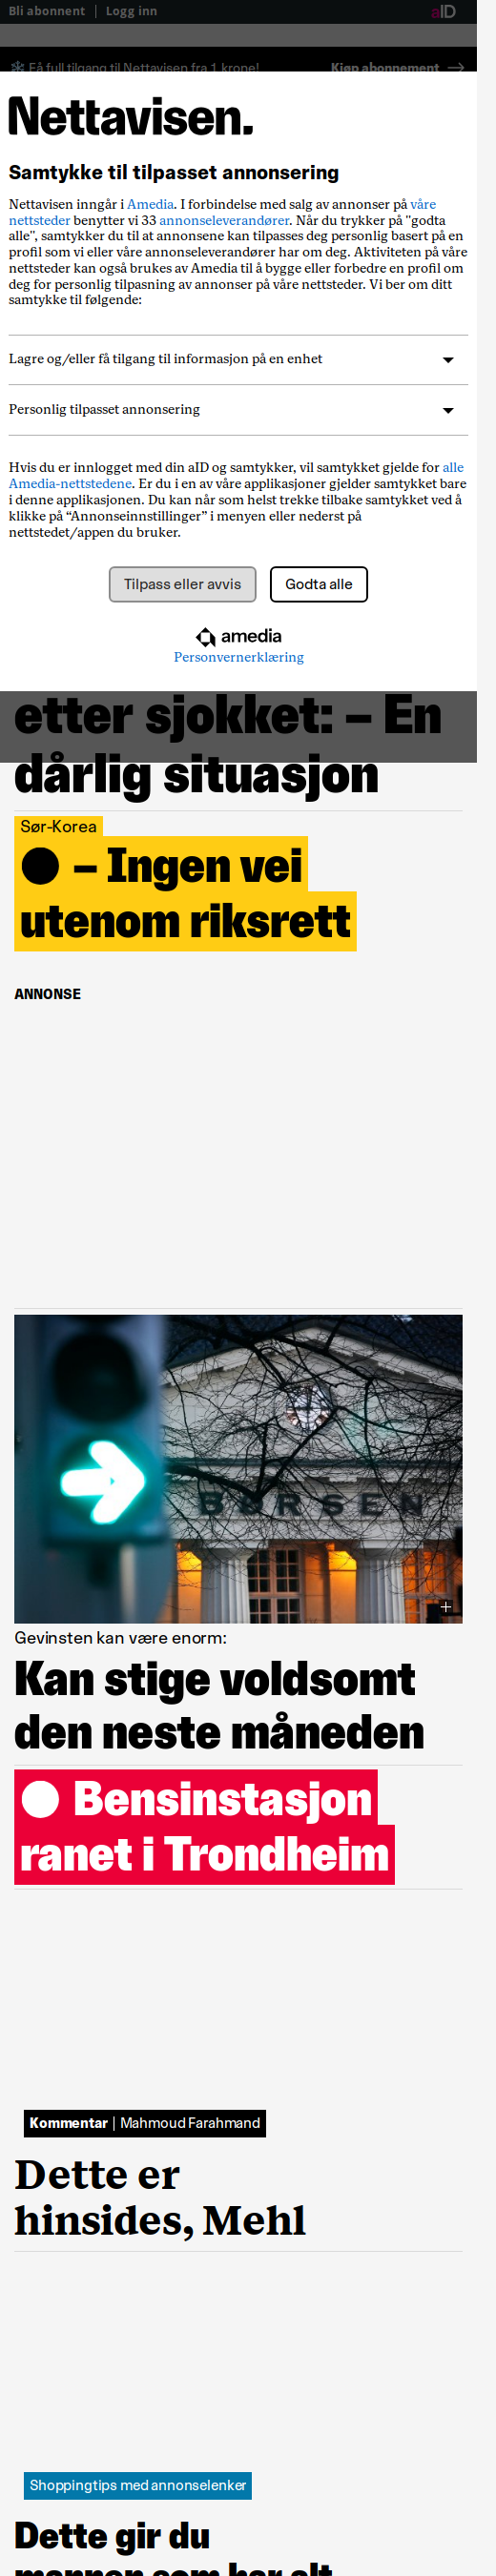 Bli abonnent | Logg inn aID
Få full tilgang til Nettavisen fra 1 krone! Kjøp abonnement →
Nettavisen.
Samtykke til tilpasset annonsering
Nettavisen inngår i Amedia. I forbindelse med salg av annonser på våre
nettsteder benytter vi 33 annonseleverandører. Når du trykker på "godta
alle", samtykker du til at annonsene kan tilpasses deg personlig basert på en
profil som vi eller våre annonseleverandører har om deg. Aktiviteten på våre
nettsteder kan også brukes av Amedia til å bygge eller forbedre en profil om
deg for personlig tilpasning av annonser på våre nettsteder. Vi ber om ditt
samtykke til følgende:
Lagre og/eller få tilgang til informasjon på en enhet
Personlig tilpasset annonsering
Hvis du er innlogget med din aID og samtykker, vil samtykket gjelde for alle
Amedia-nettstedene. Er du i en av våre applikasjoner gjelder samtykket bare
i denne applikasjonen. Du kan når som helst trekke tilbake samtykket ved å
klikke på “Annonseinnstillinger” i menyen eller nederst på
nettstedet/appen du bruker.
Tilpass eller avvis Godta alle
amedia
Personvernerklæring
etter sjokket: – En
dårlig situasjon
Sør-Korea
– Ingen vei
utenom riksrett
ANNONSE
BØRSEN
Gevinsten kan være enorm:
Kan stige voldsomt
den neste måneden
Bensinstasjon
ranet i Trondheim
Kommentar | Mahmoud Farahmand
Dette er
hinsides, Mehl
Shoppingtips med annonselenker
Dette gir du
mannen som har alt